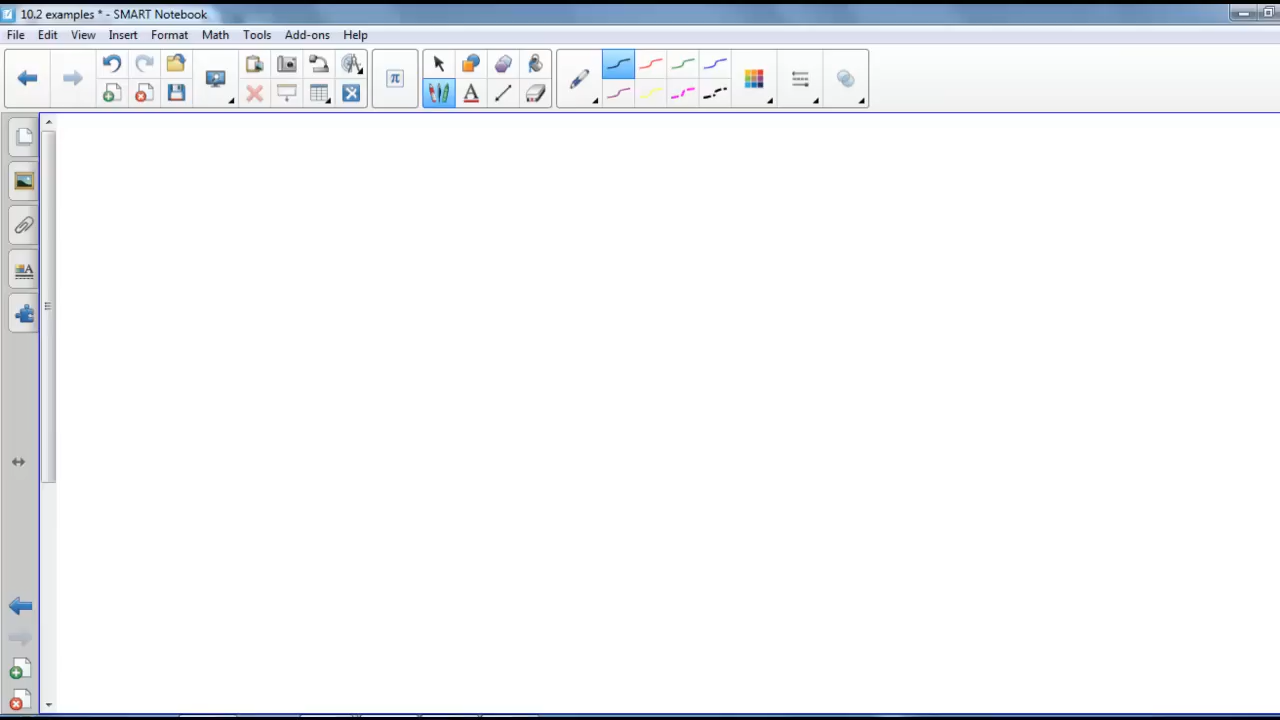 10.2 examples * - SMART Notebook
File Edit View Insert Format Math Tools Add-ons Help
π
A
A